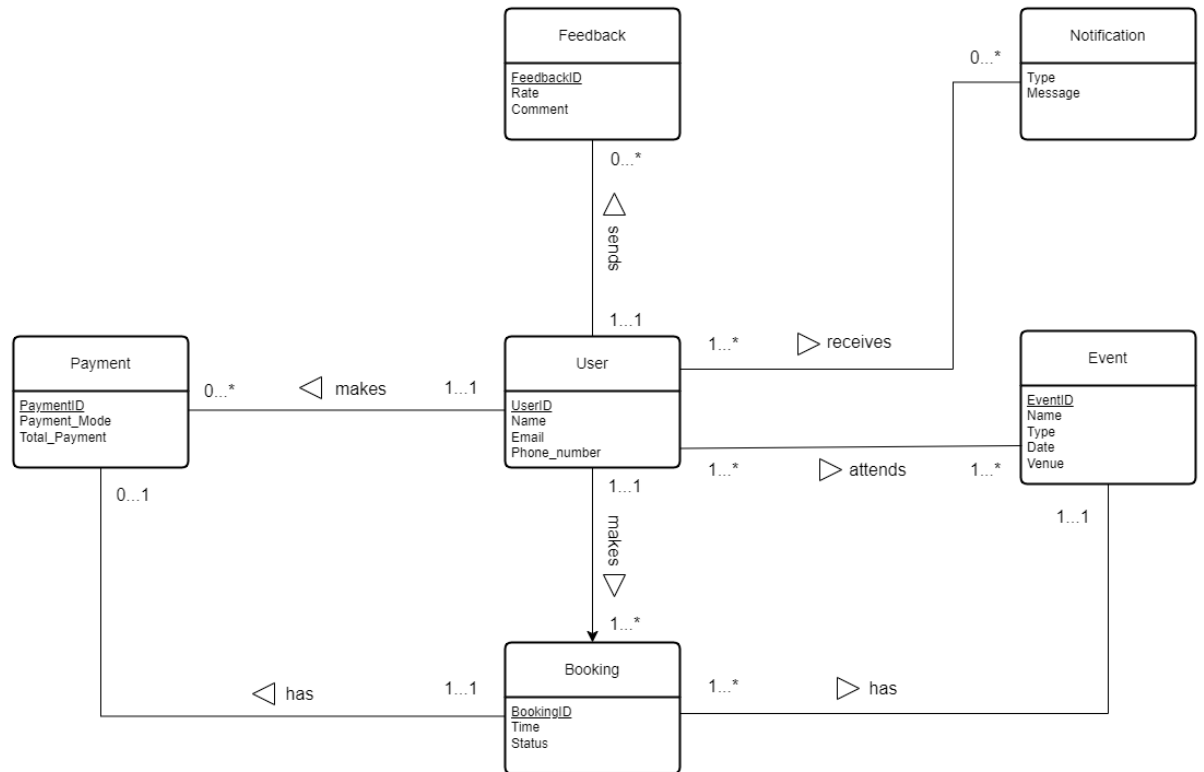 Feedback
FeedbackID
Rate
Comment
Notification
Type
Message
0...*
0...*
sends
1...1
1...*
receives
Payment
PaymentID
Payment_Mode
Total_Payment
0...*
makes
1...1
User
UserID
Name
Email
Phone_number
Event
EventID
Name
Type
Date
Venue
1...*
attends
1...*
0...1
1...1
1...1
makes
1...*
Booking
BookingID
Time
Status
has
1...1
1...*
has